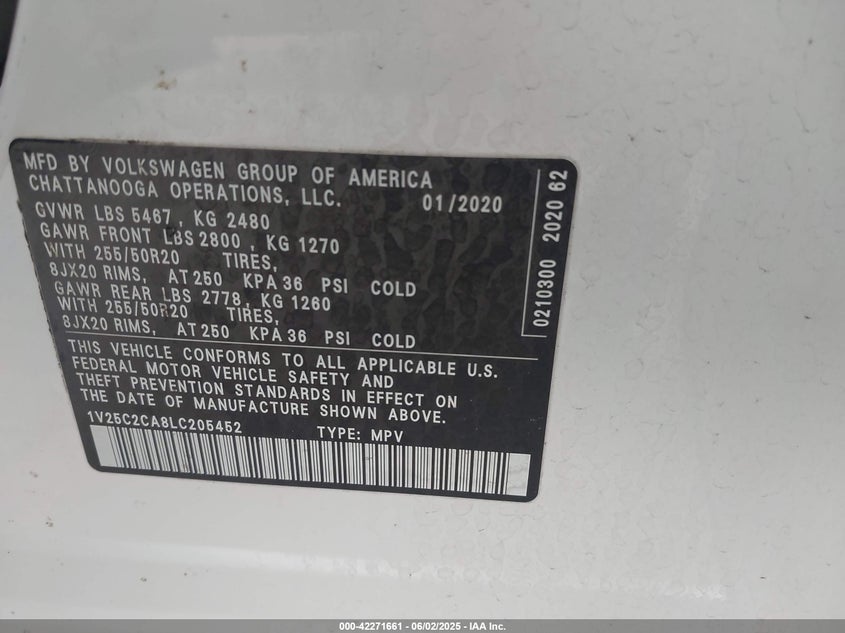 MFD BY VOLKSWAGEN GROUP OF AMERICA
CHATTANOOGA OPERATIONS, LLC. 01/2020
GVWR LBS 5467 , KG 2480
GAWR FRONT LBS 2800 , KG 1270
WITH 255/50R20 TIRES,
8JX20 RIMS, AT 250 KPA 36 PSI COLD
GAWR REAR LBS 2778, KG 1260
WITH 255/50R20 TIRES,
8JX20 RIMS, AT 250 KPA 36 PSI COLD
THIS VEHICLE CONFORMS TO ALL APPLICABLE U.S.
FEDERAL MOTOR VEHICLE SAFETY AND
THEFT PREVENTION STANDARDS IN EFFECT ON
THE DATE OF MANUFACTURE SHOWN ABOVE.
1V25C2CA8LC205452 TYPE: MPV
0210300 2020 62
000-42271661 | 06/02/2025 - IAA Inc.